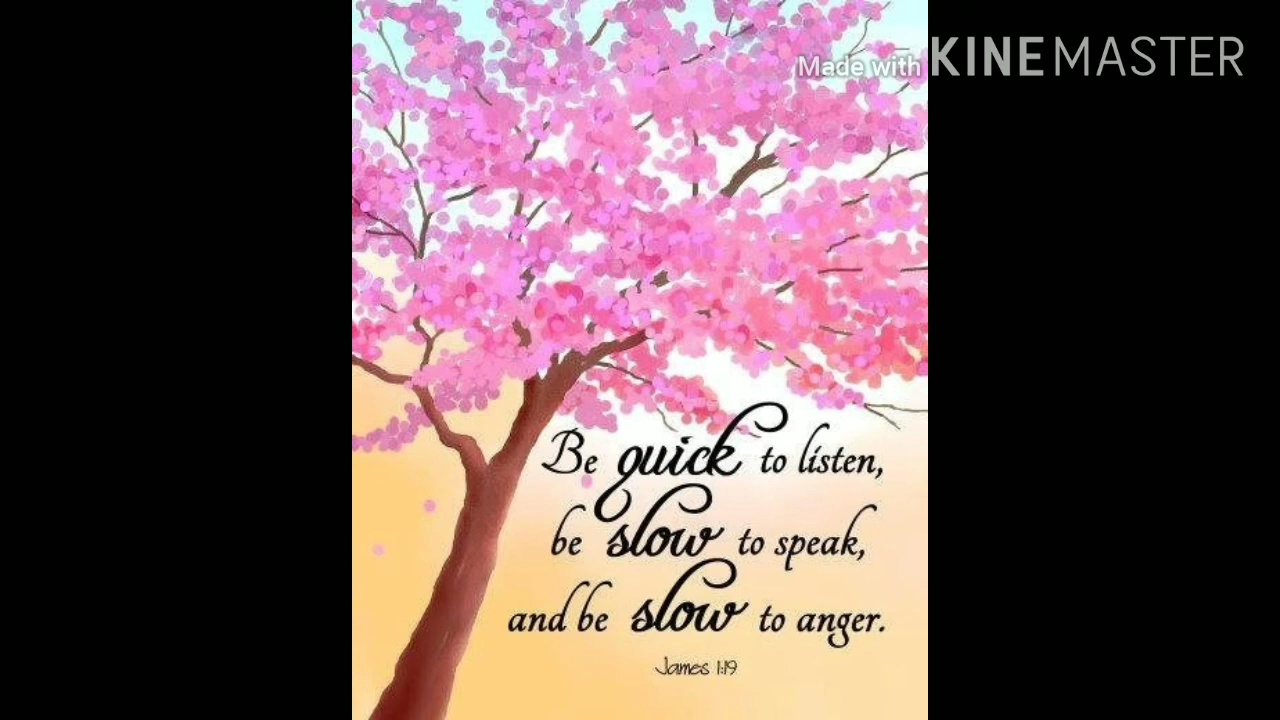 Made with KINEMASTER
Be quick to listen,
be slow to speak,
and be slow to anger.
James 1:19